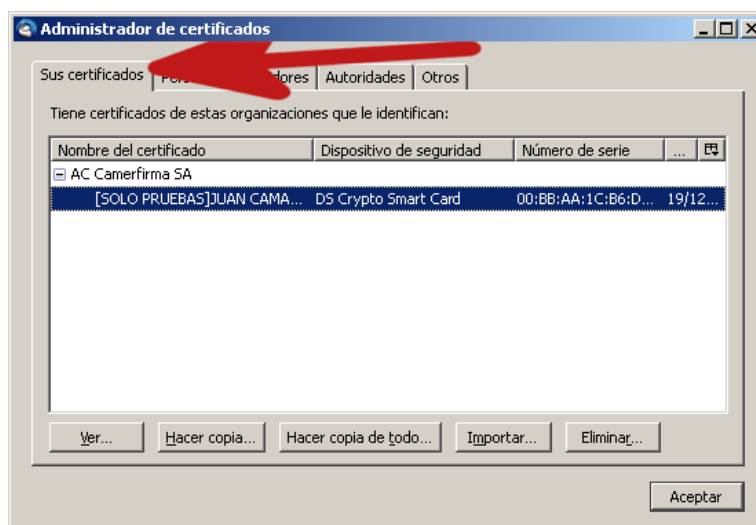 Administrador de certificados
Sus certificados Autoridades Otros
Tiene certificados de estas organizaciones que le identifican:
Nombre del certificado Dispositivo de seguridad Número de serie ...
AC Camerfirma SA
[SOLO PRUEBAS]JUAN CAMA... DS Crypto Smart Card 00:BB:AA:1C:B6:D... 19/12...
Ver... Hacer copia... Hacer copia de todo... Importar... Eliminar...
Aceptar